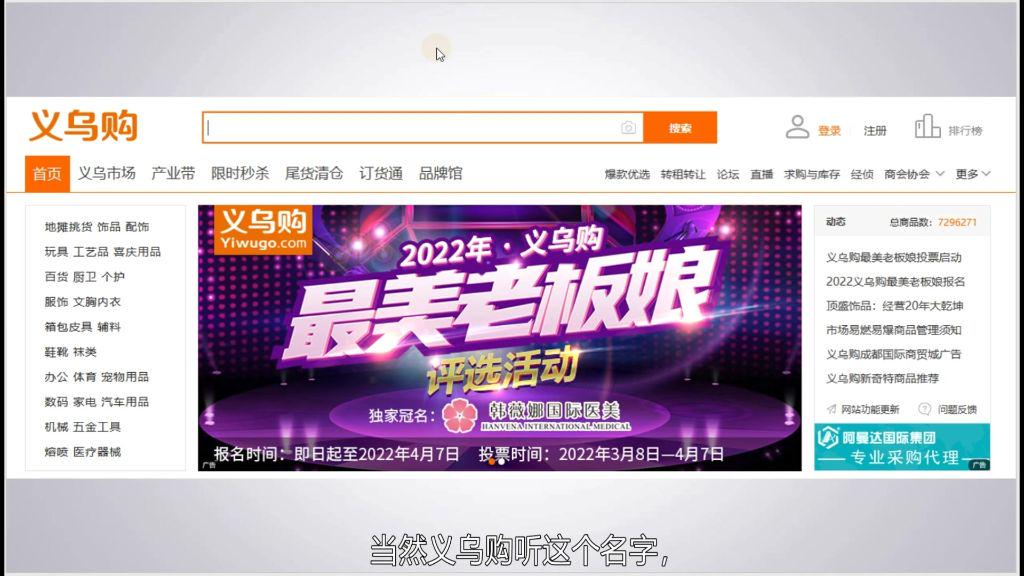 义乌购
搜索
登录 注册 排行榜
首页 义乌市场 产业带 限时秒杀 尾货清仓 订货通 品牌馆
爆款优选 转租转让 论坛 直播 求购与库存 经侦 商会协会 更多
地摊挑货 饰品 配饰
玩具 工艺品 喜庆用品
百货 厨卫 个护
服饰 文胸内衣
箱包皮具 辅料
鞋靴 袜类
办公 体育 宠物用品
数码 家电 汽车用品
机械 五金工具
熔喷 医疗器械
义乌购
Yiwugo.com
2022年·义乌购
最美老板娘
评选活动
独家冠名：韩薇娜国际医美
HANVENA INTERNATIONAL MEDICAL
报名时间：即日起至2022年4月7日 投票时间：2022年3月8日—4月7日
广告
动态 总商品数：7296271
义乌购最美老板娘投票启动
2022义乌购最美老板娘报名
顶盛饰品：经营20年大乾坤
市场易燃易爆商品管理须知
义乌购成都国际商贸城广告
义乌购新奇特商品推荐
网站功能更新 问题反馈
阿曼达国际集团
专业采购代理
广告
当然义乌购听这个名字，